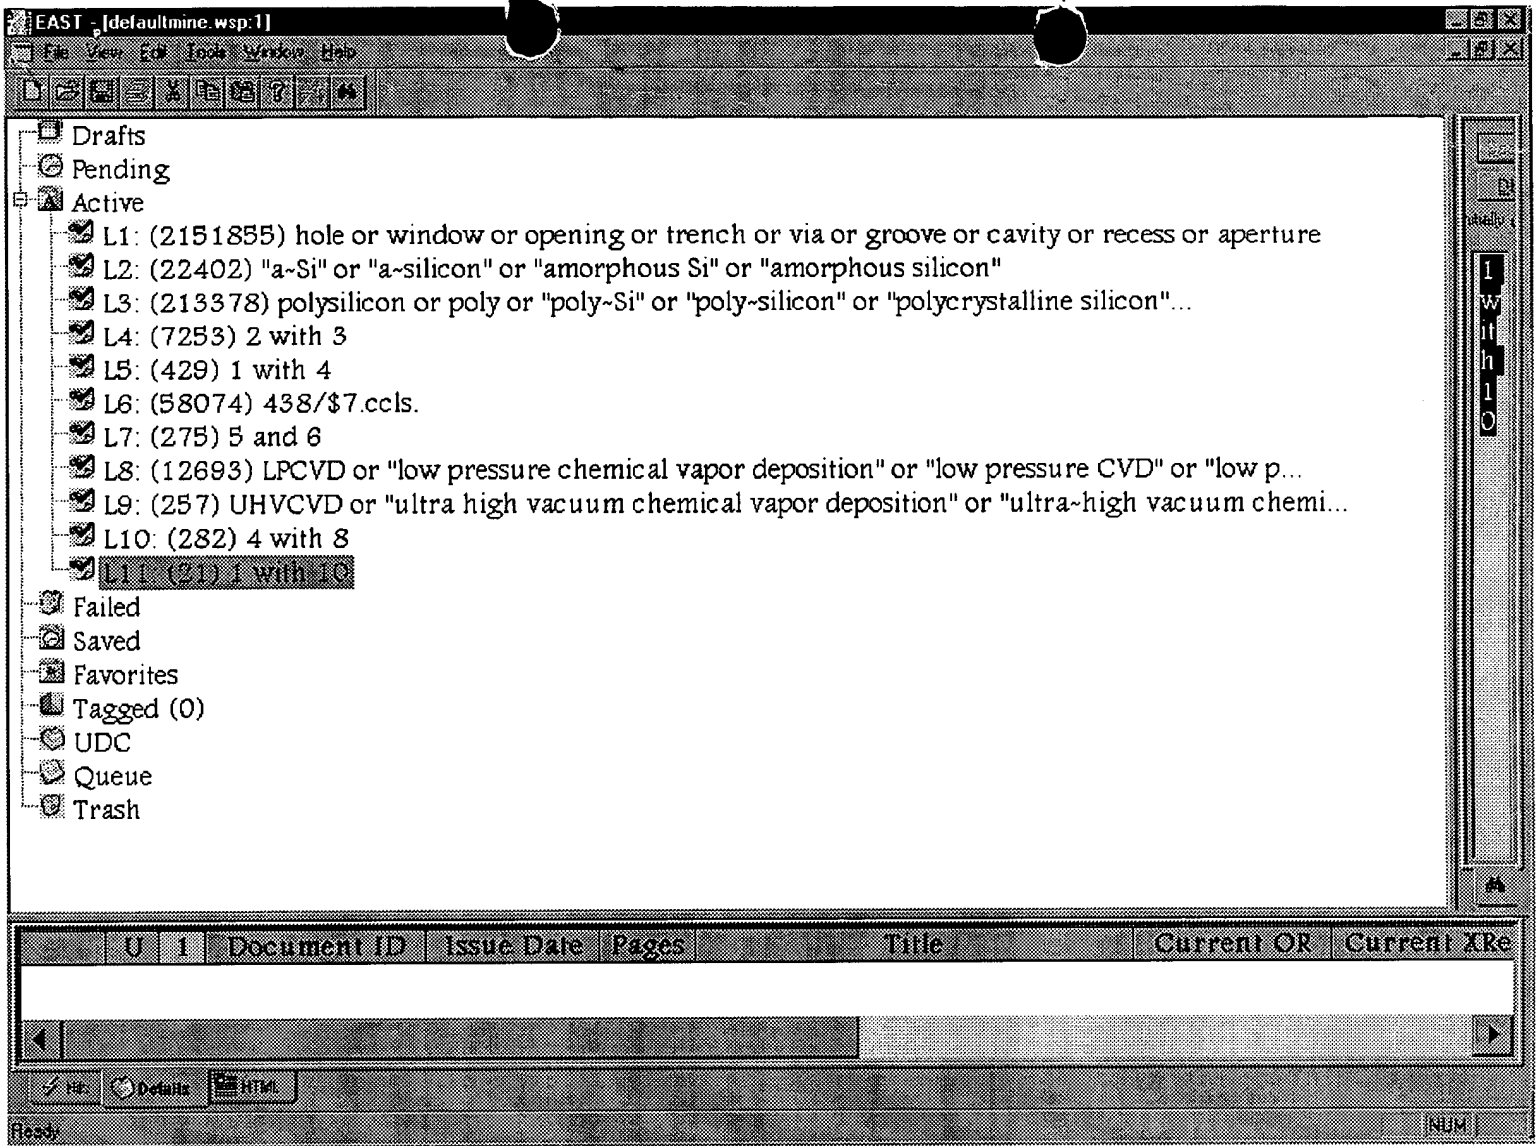 EAST - [defaultmine.wsp:1]
File View Edit Tools Window Help
Drafts
Pending
Active
L1: (2151855) hole or window or opening or trench or via or groove or cavity or recess or aperture
L2: (22402) "a~Si" or "a~silicon" or "amorphous Si" or "amorphous silicon"
L3: (213378) polysilicon or poly or "poly~Si" or "poly~silicon" or "polycrystalline silicon"...
L4: (7253) 2 with 3
L5: (429) 1 with 4
L6: (58074) 438/$7.ccls.
L7: (275) 5 and 6
L8: (12693) LPCVD or "low pressure chemical vapor deposition" or "low pressure CVD" or "low p...
L9: (257) UHVCVD or "ultra high vacuum chemical vapor deposition" or "ultra~high vacuum chemi...
L10: (282) 4 with 8
L11: (21) 1 with 10
Failed
Saved
Favorites
Tagged (0)
UDC
Queue
Trash
1
w
it
h
1
0
U 1 Document ID Issue Date Pages Title Current OR Current XRe
Details HTML
Ready NUM